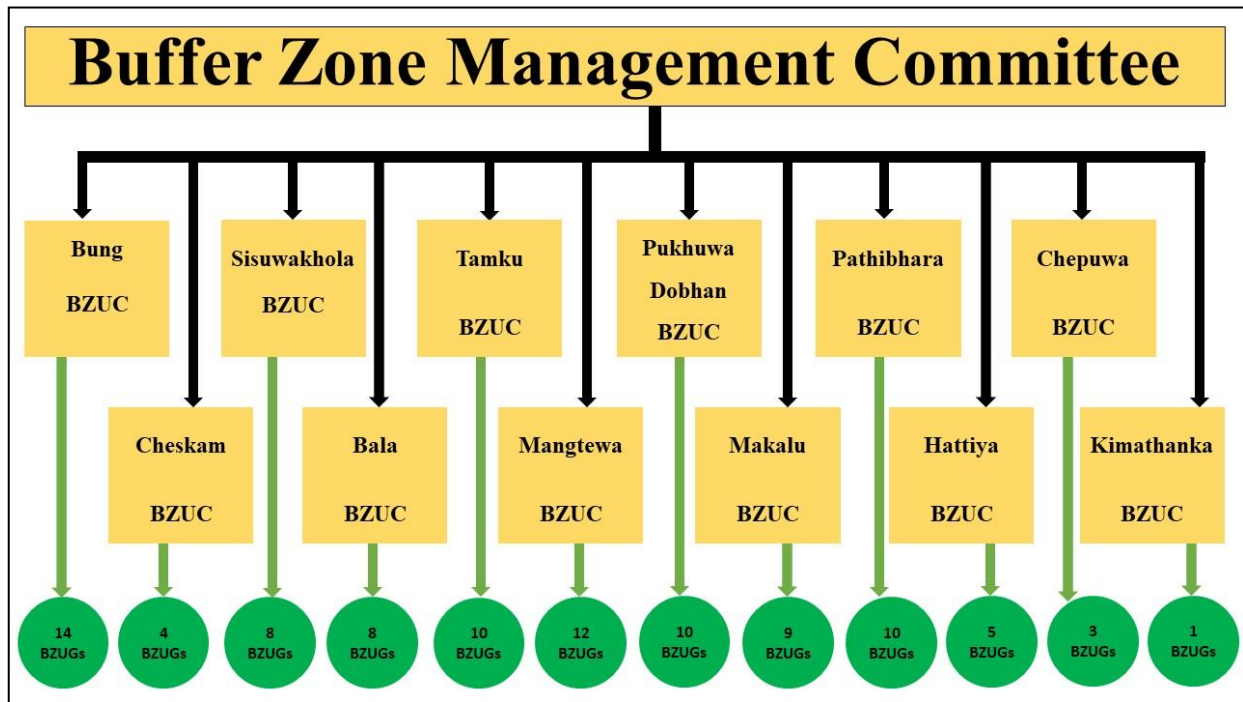 Buffer Zone Management Committee
Bung
BZUC
Sisuwakhola
BZUC
Tamku
BZUC
Pukhuwa
Dobhan
BZUC
Pathibhara
BZUC
Chepuwa
BZUC
Cheskam
BZUC
Bala
BZUC
Mangtewa
BZUC
Makalu
BZUC
Hattiya
BZUC
Kimathanka
BZUC
14
BZUGs
4
BZUGs
8
BZUGs
8
BZUGs
10
BZUGs
12
BZUGs
10
BZUGs
9
BZUGs
10
BZUGs
5
BZUGs
3
BZUGs
1
BZUGs